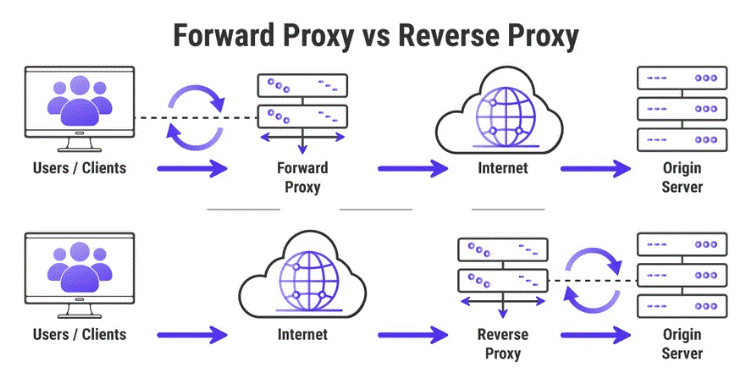 Forward Proxy vs Reverse Proxy
Users / Clients
Forward
Proxy
Internet
Origin
Server
Users / Clients
Internet
Reverse
Proxy
Origin
Server